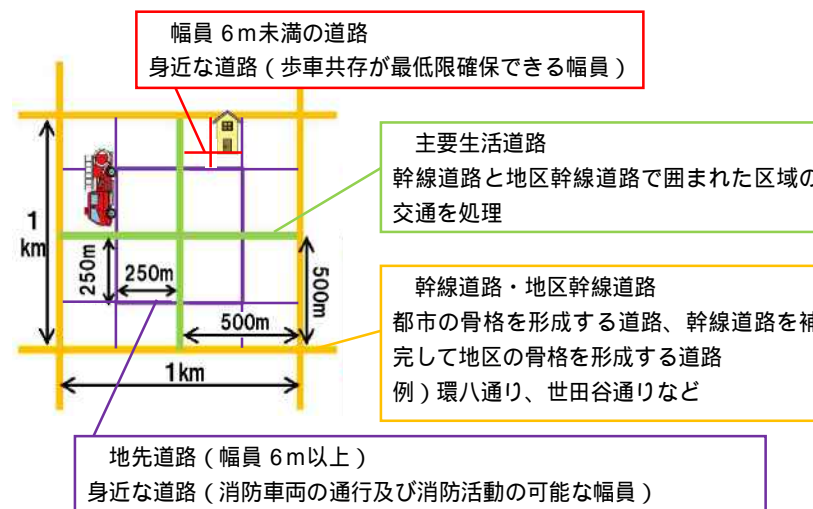 幅員 6ｍ未満の道路
身近な道路（歩車共存が最低限確保できる幅員）
主要生活道路
幹線道路と地区幹線道路で囲まれた区域の
交通を処理
1
km
250m
250m
500m
500m
1km
幹線道路・地区幹線道路
都市の骨格を形成する道路、幹線道路を補
完して地区の骨格を形成する道路
例）環八通り、世田谷通りなど
地先道路（幅員 6ｍ以上）
身近な道路（消防車両の通行及び消防活動の可能な幅員）